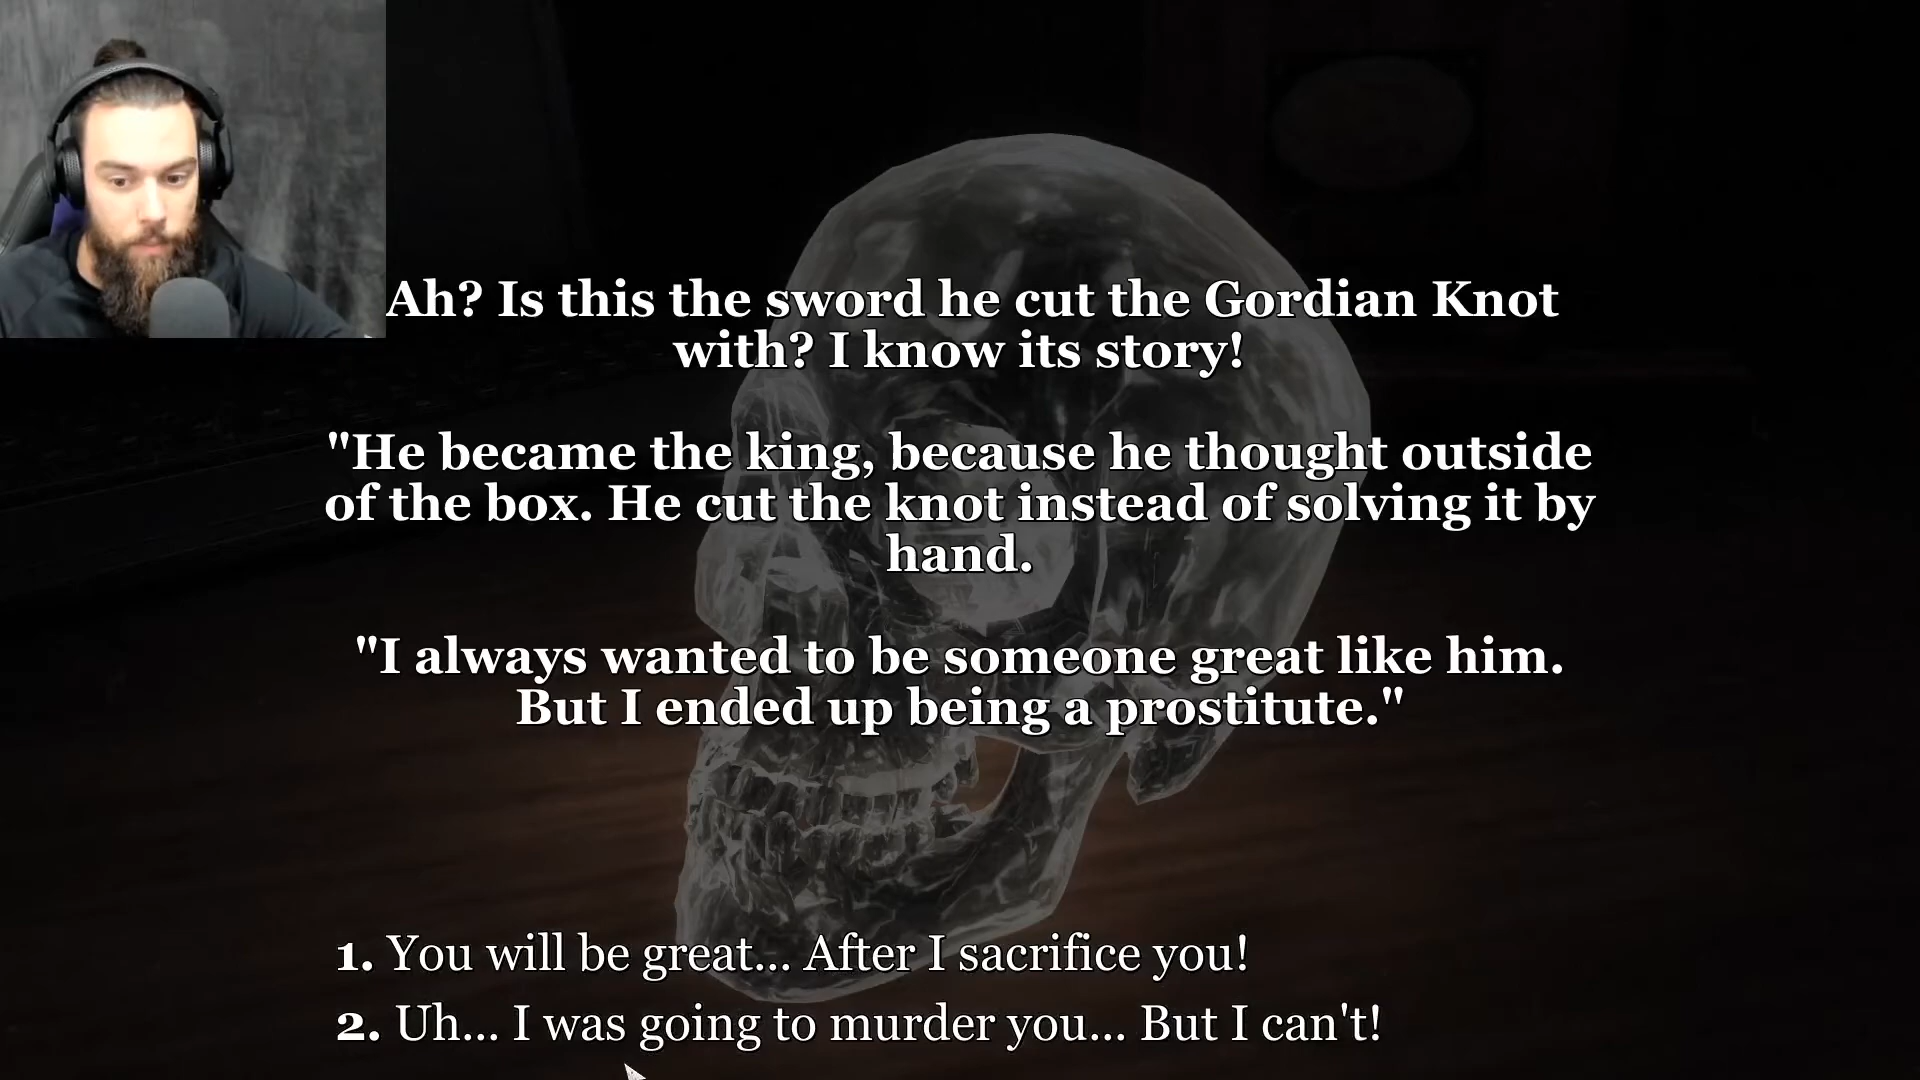 Ah? Is this the sword he cut the Gordian Knot
with? I know its story!
"He became the king, because he thought outside
of the box. He cut the knot instead of solving it by
hand.
"I always wanted to be someone great like him.
But I ended up being a prostitute."
1. You will be great... After I sacrifice you!
2. Uh... I was going to murder you... But I can't!